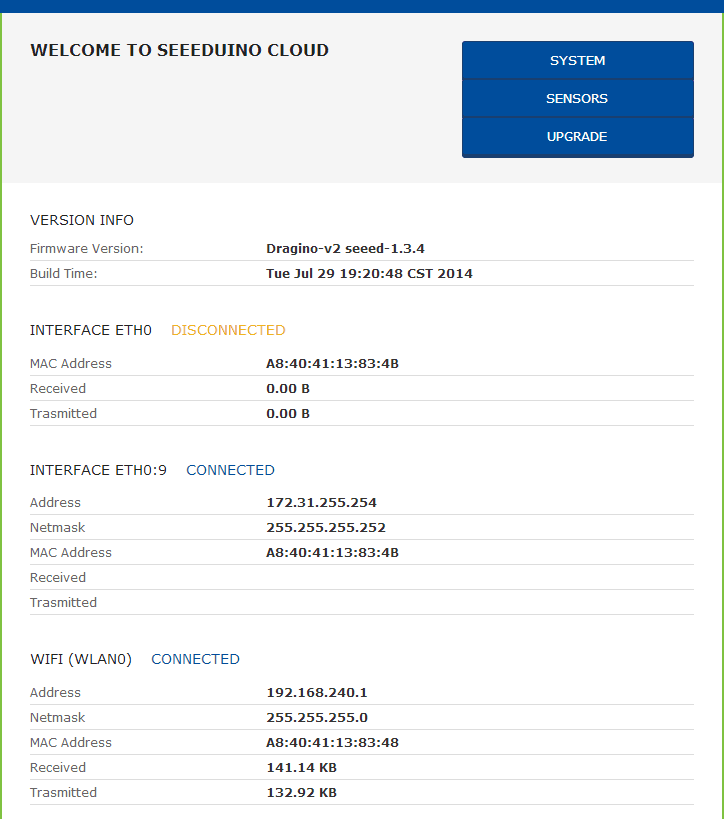 WELCOME TO SEEEDUINO CLOUD
SYSTEM
SENSORS
UPGRADE
VERSION INFO
Firmware Version: Dragino-v2 seeed-1.3.4
Build Time: Tue Jul 29 19:20:48 CST 2014
INTERFACE ETH0 DISCONNECTED
MAC Address A8:40:41:13:83:4B
Received 0.00 B
Trasmitted 0.00 B
INTERFACE ETH0:9 CONNECTED
Address 172.31.255.254
Netmask 255.255.255.252
MAC Address A8:40:41:13:83:4B
Received
Trasmitted
WIFI (WLAN0) CONNECTED
Address 192.168.240.1
Netmask 255.255.255.0
MAC Address A8:40:41:13:83:48
Received 141.14 KB
Trasmitted 132.92 KB